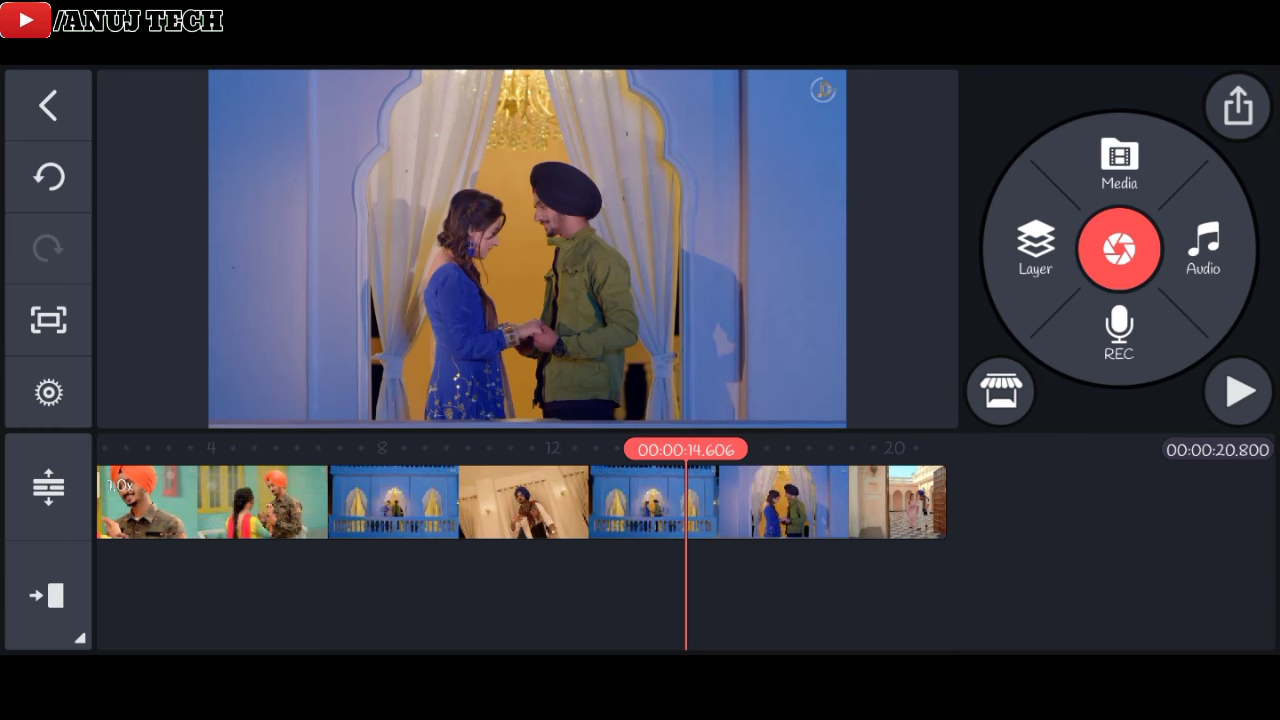 /ANUJ TECH
Media
Layer
Audio
REC
4
8
12
00:00:14.606
20
00:00:20.800
1.0x